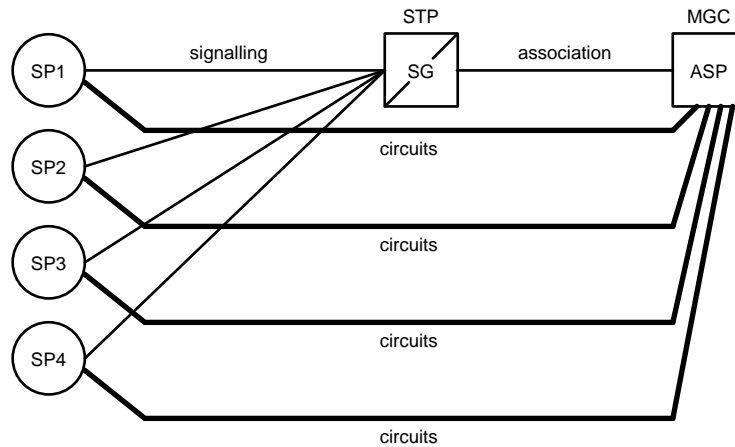 STP
MGC
signalling
association
SP1
SG
ASP
circuits
SP2
circuits
SP3
circuits
SP4
circuits